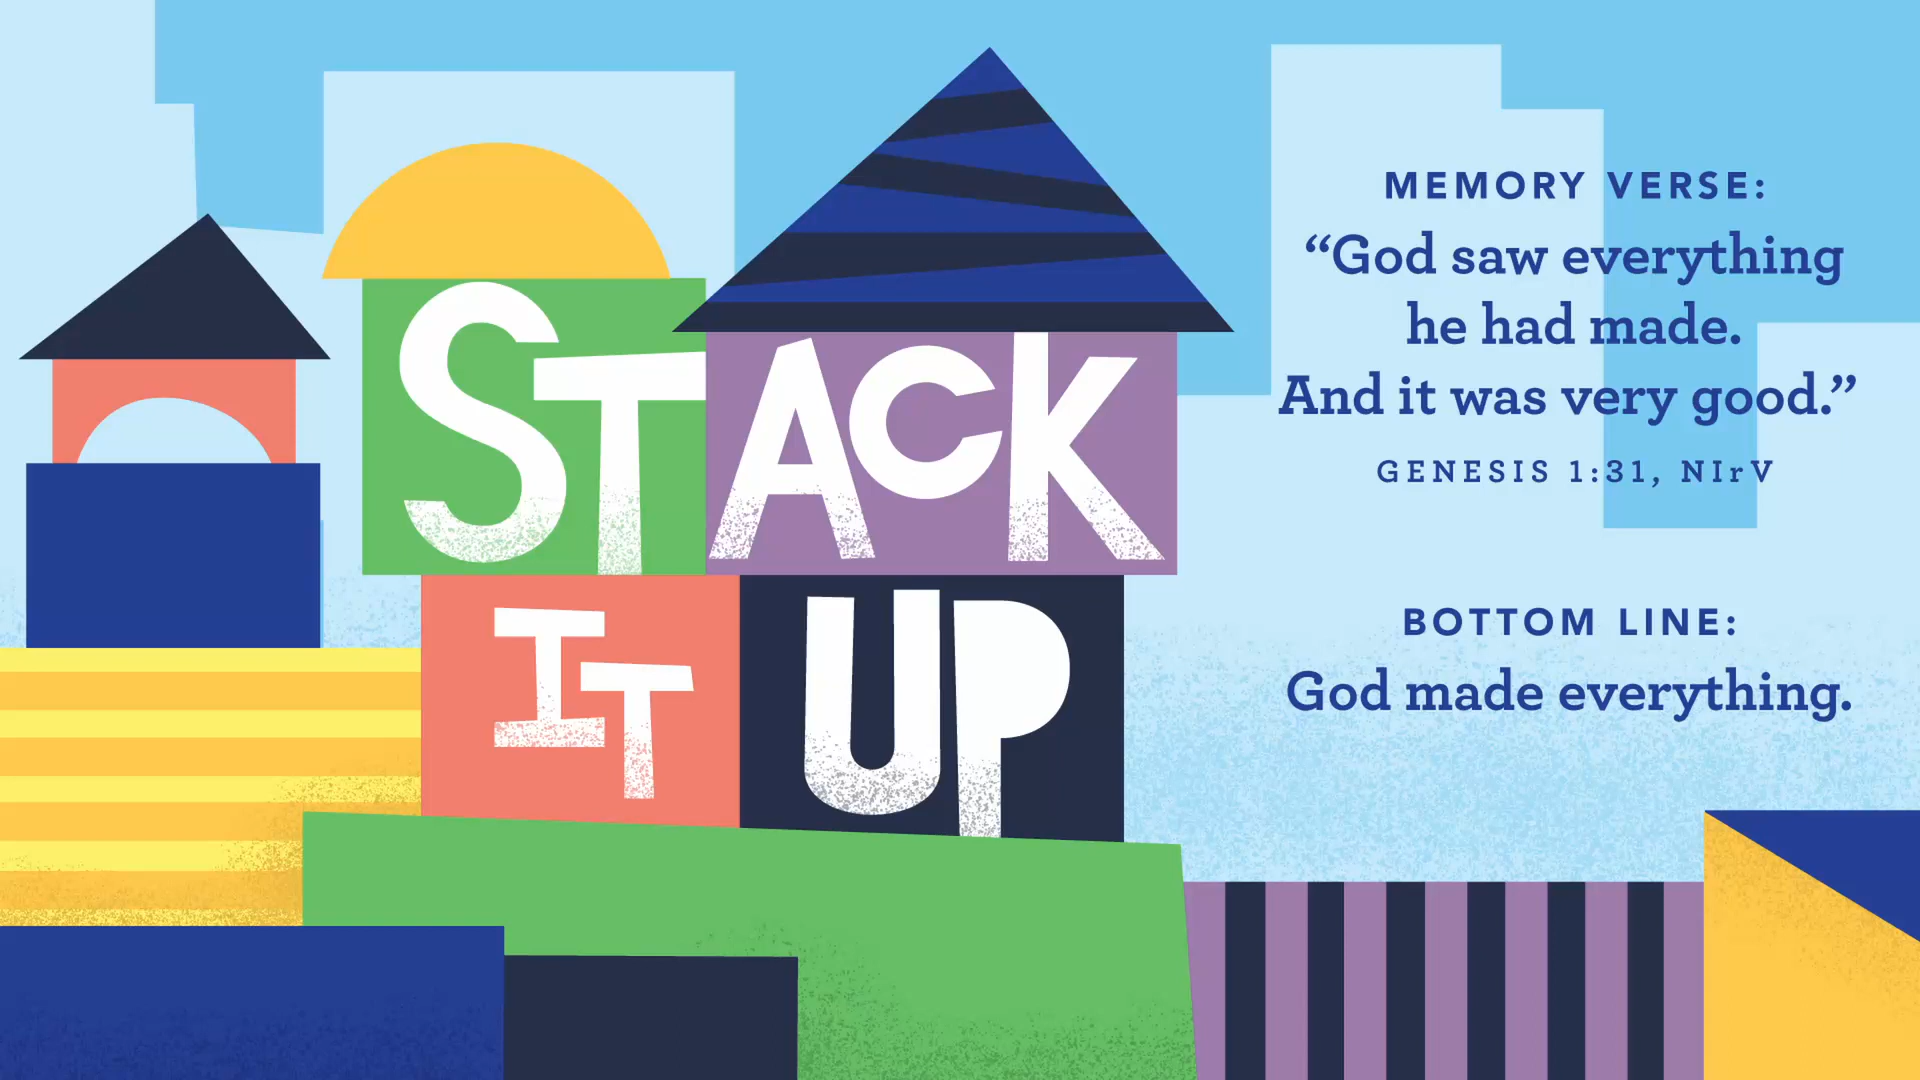 STACK
IT UP
MEMORY VERSE:
“God saw everything
he had made.
And it was very good.”
GENESIS 1:31, NIrV
BOTTOM LINE:
God made everything.